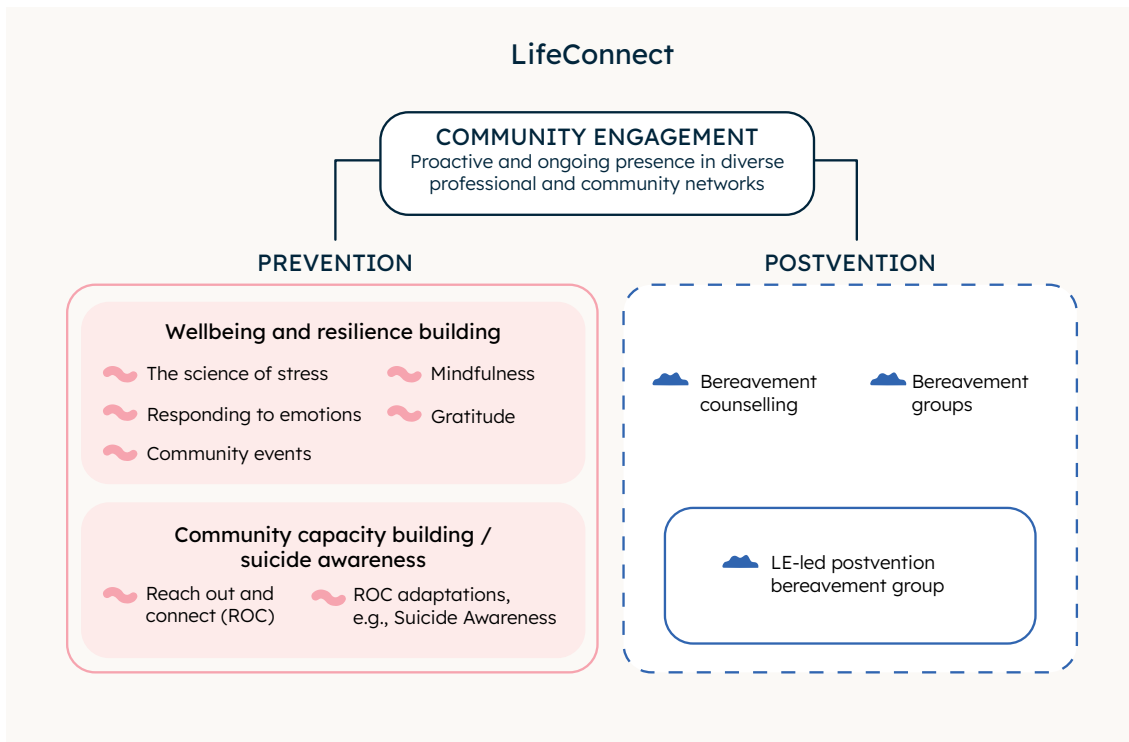 LifeConnect
COMMUNITY ENGAGEMENT
Proactive and ongoing presence in diverse
professional and community networks
PREVENTION
Wellbeing and resilience building
The science of stress
Mindfulness
Responding to emotions
Gratitude
Community events
Community capacity building /
suicide awareness
Reach out and
connect (ROC)
ROC adaptations,
e.g., Suicide Awareness
POSTVENTION
Bereavement
counselling
Bereavement
groups
LE-led postvention
bereavement group